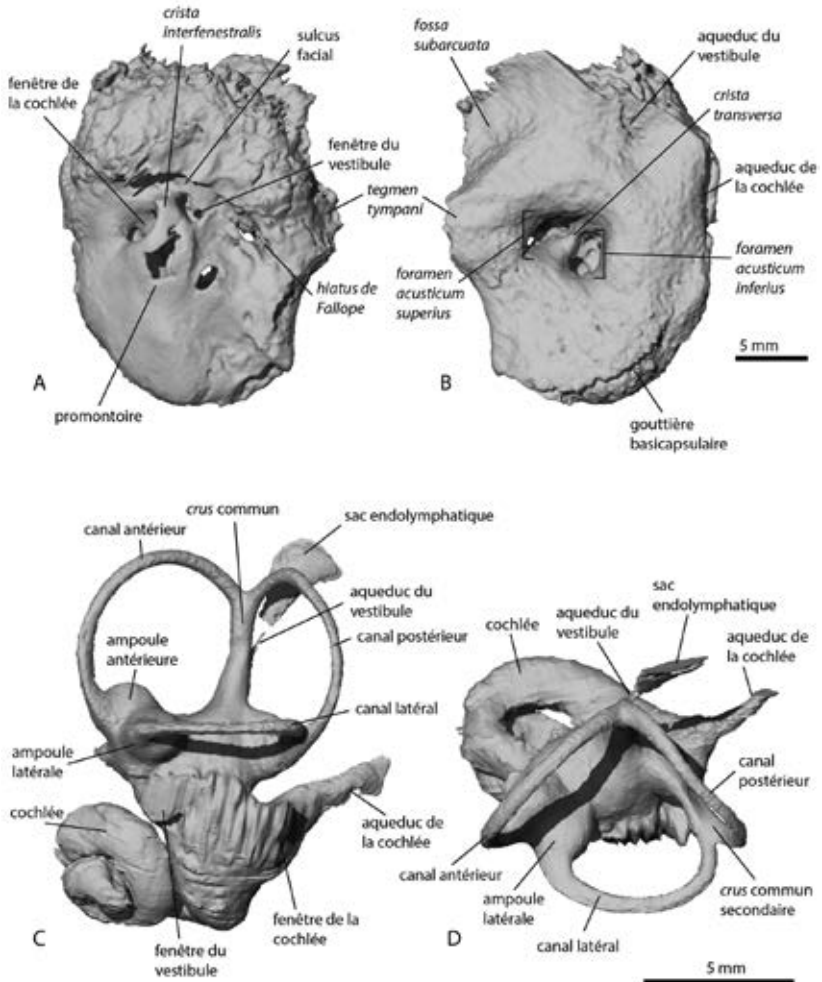 crista
interfenestralis
sulcus
facial
fenêtre de
la cochlée
fenêtre du
vestibule
tegmen
tympani
hiatus de
Fallope
A
promontoire
fossa
subarcuata
aqueduc du
vestibule
crista
transversa
aqueduc de
la cochlée
foramen
acusticum
superius
foramen
acusticum
inferius
B
5 mm
gouttière
basicapsulaire
crus commun
canal antérieur
sac endolymphatique
aqueduc du
vestibule
ampoule
antérieure
canal postérieur
canal latéral
ampoule
latérale
cochlée
aqueduc de
la cochlée
C
fenêtre de la
cochlée
fenêtre du
vestibule
sac
endolymphatique
aqueduc du
vestibule
cochlée
aqueduc de
la cochlée
canal
postérieur
canal antérieur
ampoule
latérale
crus commun
secondaire
D
canal latéral
5 mm